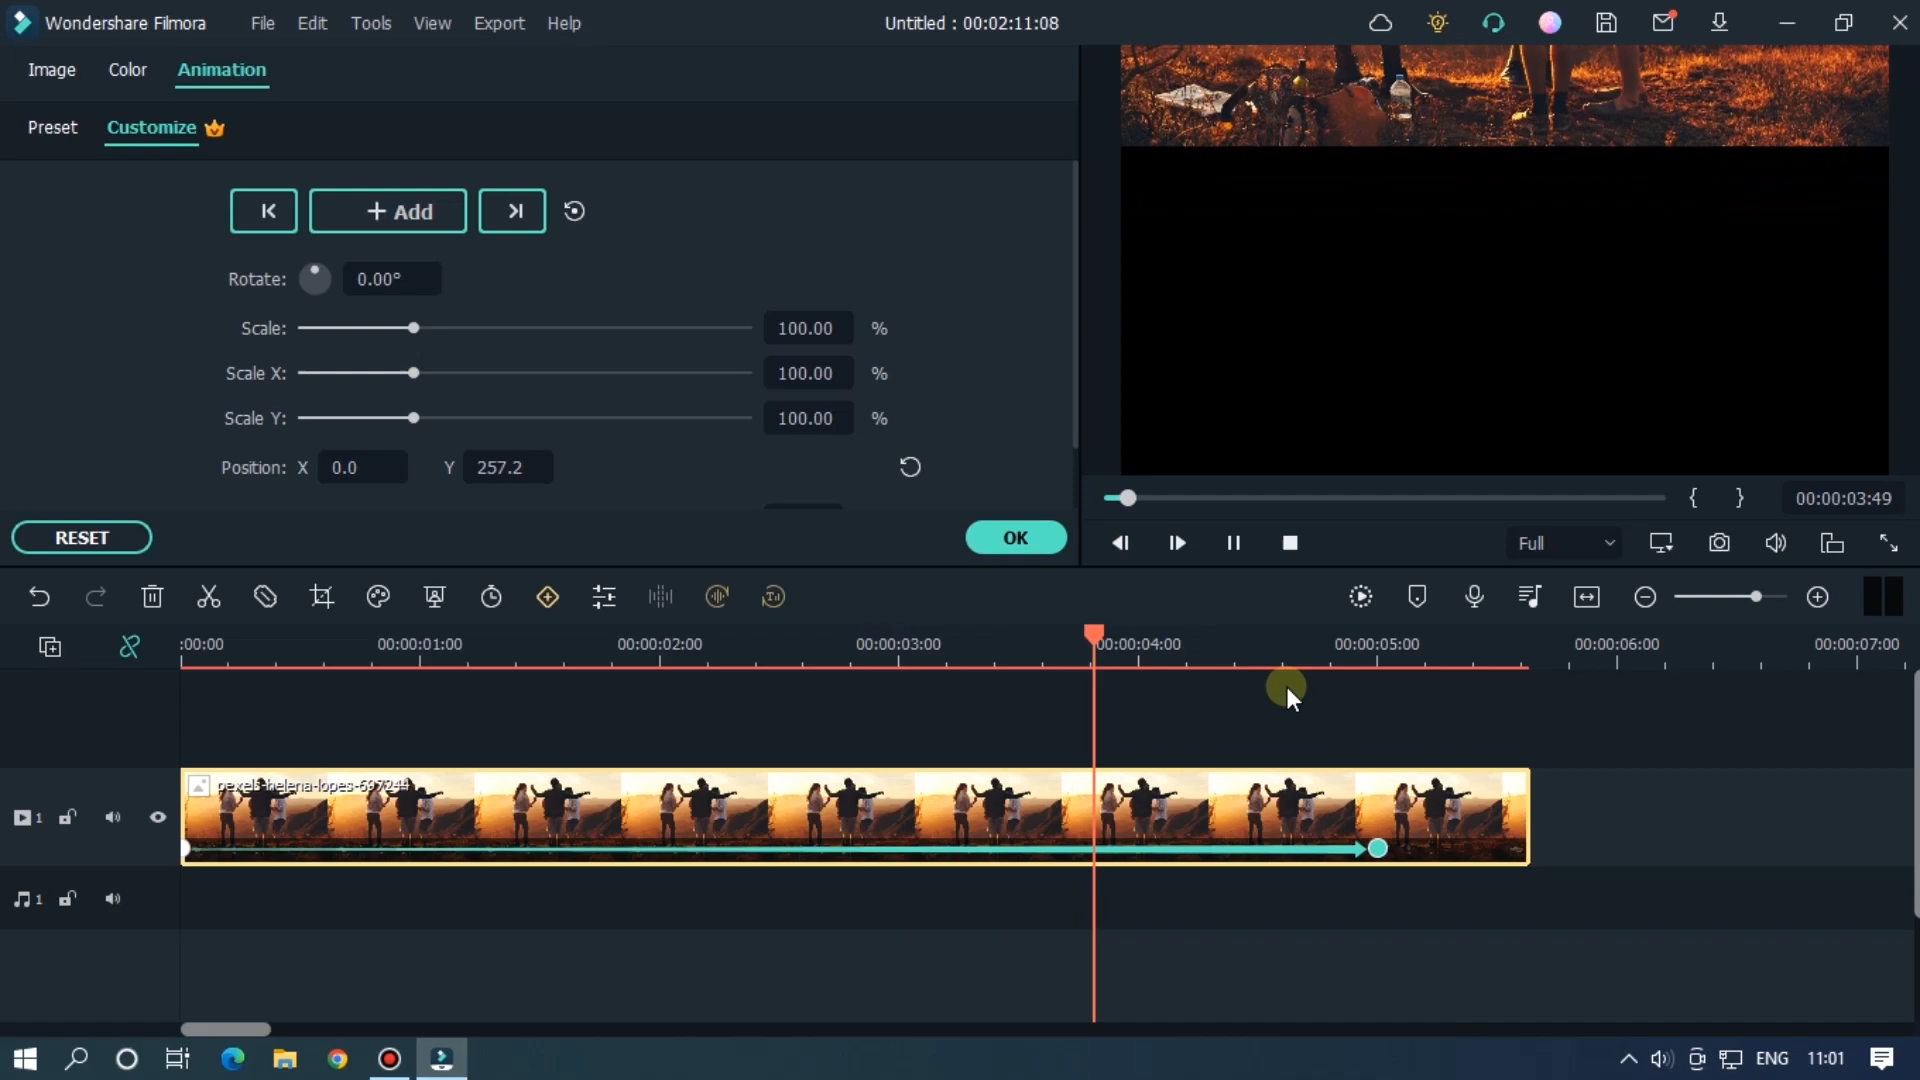 Wondershare Filmora File Edit Tools View Export Help Untitled : 00:02:11:08
Image Color Animation
Preset Customize
+ Add
Rotate: 0.00°
Scale: 100.00 %
Scale X: 100.00 %
Scale Y: 100.00 %
Position: X 0.0 Y 257.2
RESET OK
00:00:03:49
Full
:00:00 00:00:01:00 00:00:02:00 00:00:03:00 00:00:04:00 00:00:05:00 00:00:06:00 00:00:07:00
pexels-helena-lopes-697244
1
1
ENG 11:01